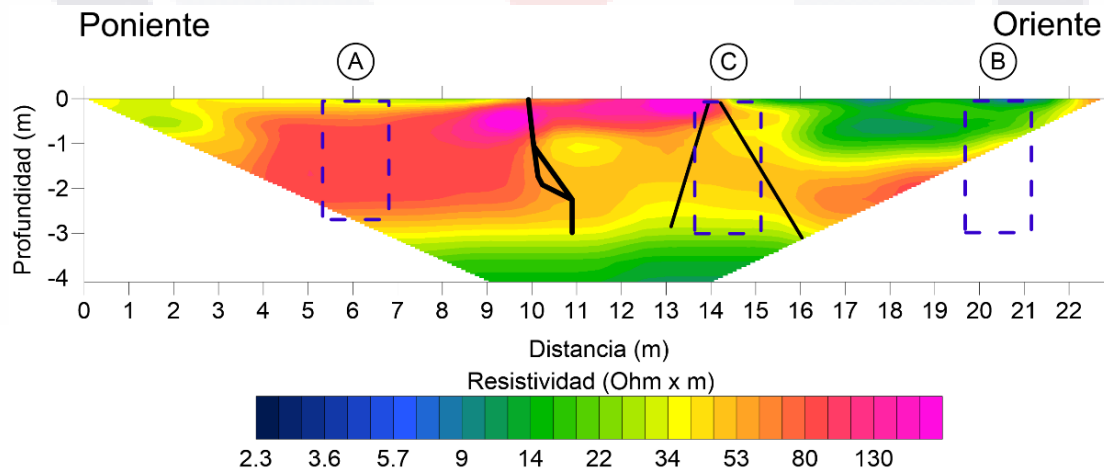 Poniente Oriente
A C B
0
-1
-2
-3
-4
Profundidad (m)
0 1 2 3 4 5 6 7 8 9 10 11 12 13 14 15 16 17 18 19 20 21 22
Distancia (m)
Resistividad (Ohm x m)
2.3 3.6 5.7 9 14 22 34 53 80 130